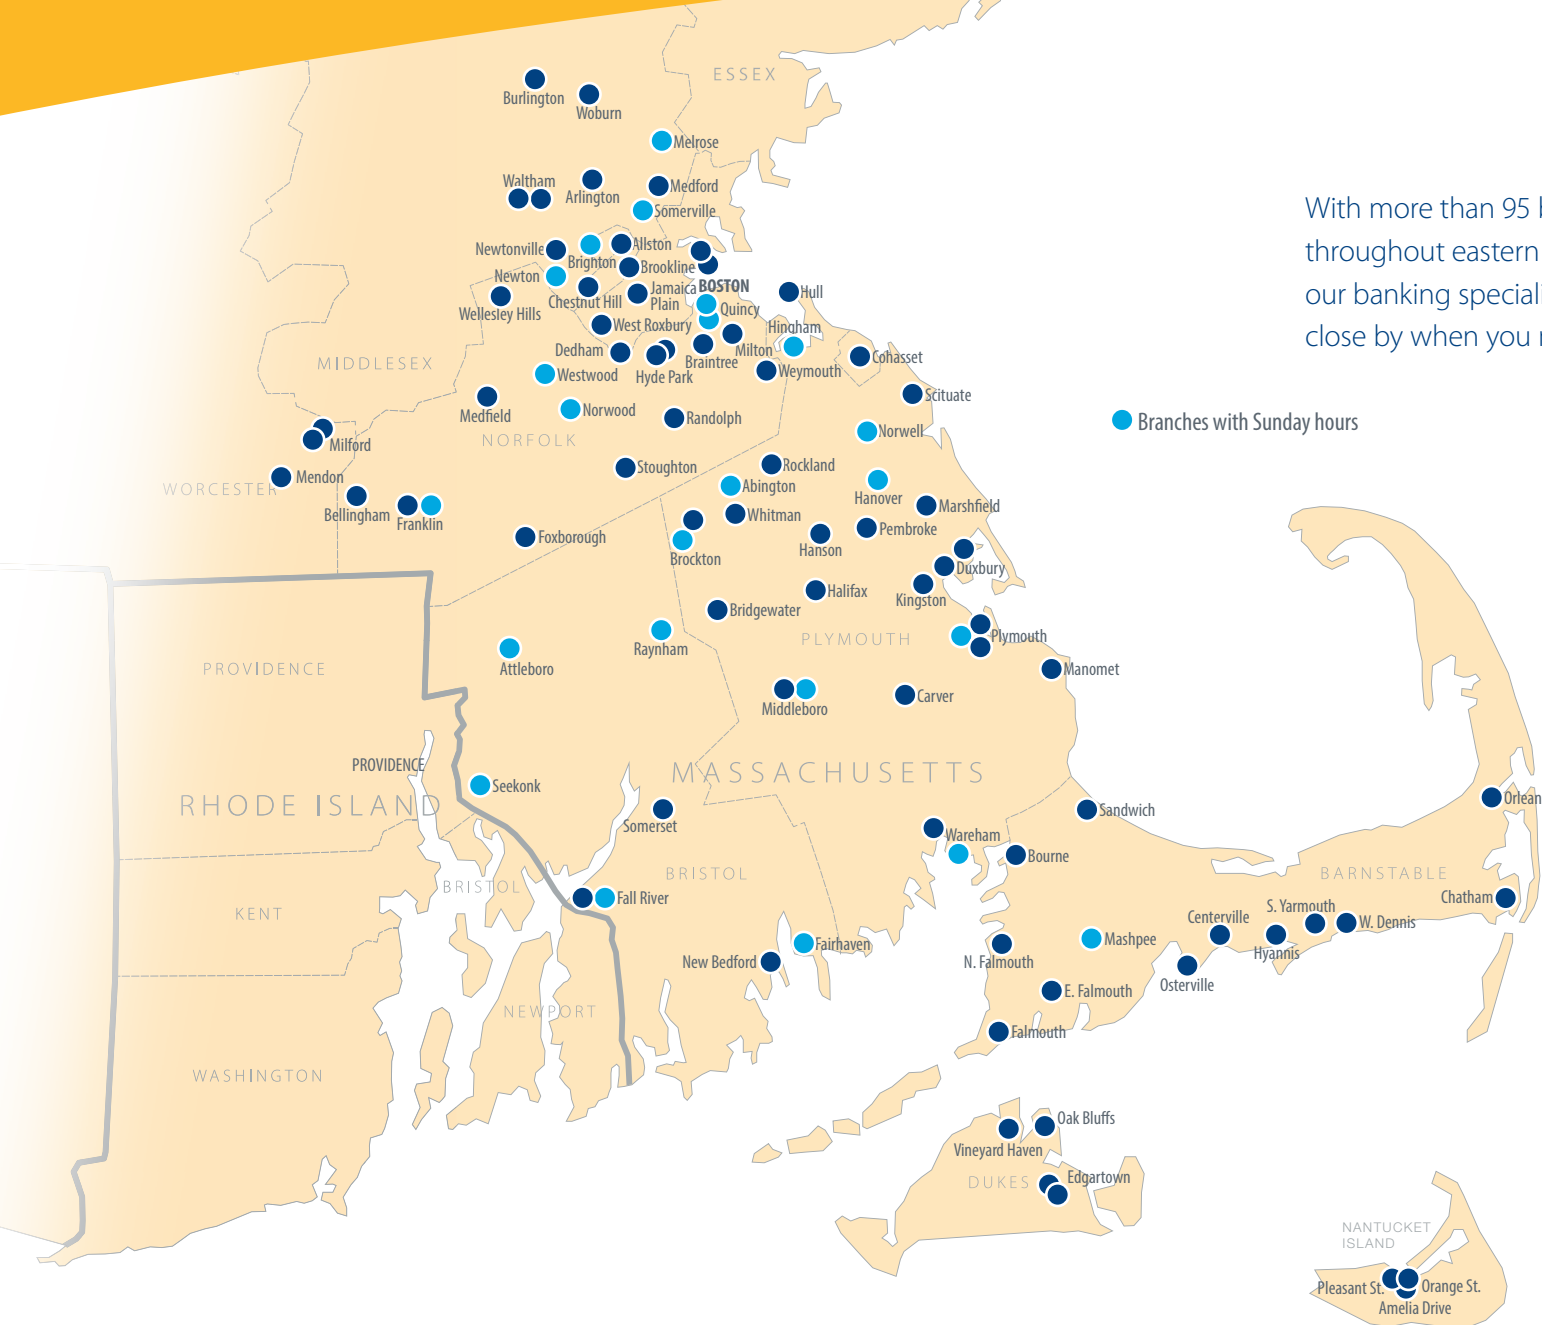 ESSEX
Burlington
Woburn
Melrose
Waltham
Arlington
Medford
Somerville
With more than 95
throughout eastern
our banking
close by when you
Newtonville
Allston
Brighton
Brookline
Newton
BOSTON
Jamaica
Plain
Chestnut Hill
Hull
Wellesley Hills
Quincy
West Roxbury
Hingham
Dedham
Milton
Cohasset
MIDDLESEX
Braintree
Westwood
Hyde Park
Weymouth
Scituate
Medfield
Norwood
Randolph
Branches with Sunday hours
NORFOLK
Norwell
Milford
Stoughton
Rockland
Mendon
WORCESTER
Abington
Hanover
Bellingham
Franklin
Whitman
Marshfield
Foxborough
Pembroke
Brockton
Hanson
Duxbury
Halifax
Kingston
Bridgewater
PLYMOUTH
Plymouth
Raynham
PROVIDENCE
Attleboro
Manomet
Middleboro
Carver
PROVIDENCE
MASSACHUSETTS
Seekonk
RHODE ISLAND
Orlean
Somerset
Sandwich
Wareham
Bourne
BRISTOL
BRISTOL
BARNSTABLE
Fall River
Chatham
KENT
S. Yarmouth
Centerville
W. Dennis
Fairhaven
Mashpee
Hyannis
New Bedford
N. Falmouth
Osterville
E. Falmouth
NEWPORT
Falmouth
WASHINGTON
Oak Bluffs
Vineyard Haven
DUKES
Edgartown
NANTUCKET
ISLAND
Pleasant St.
Orange St.
Amelia Drive